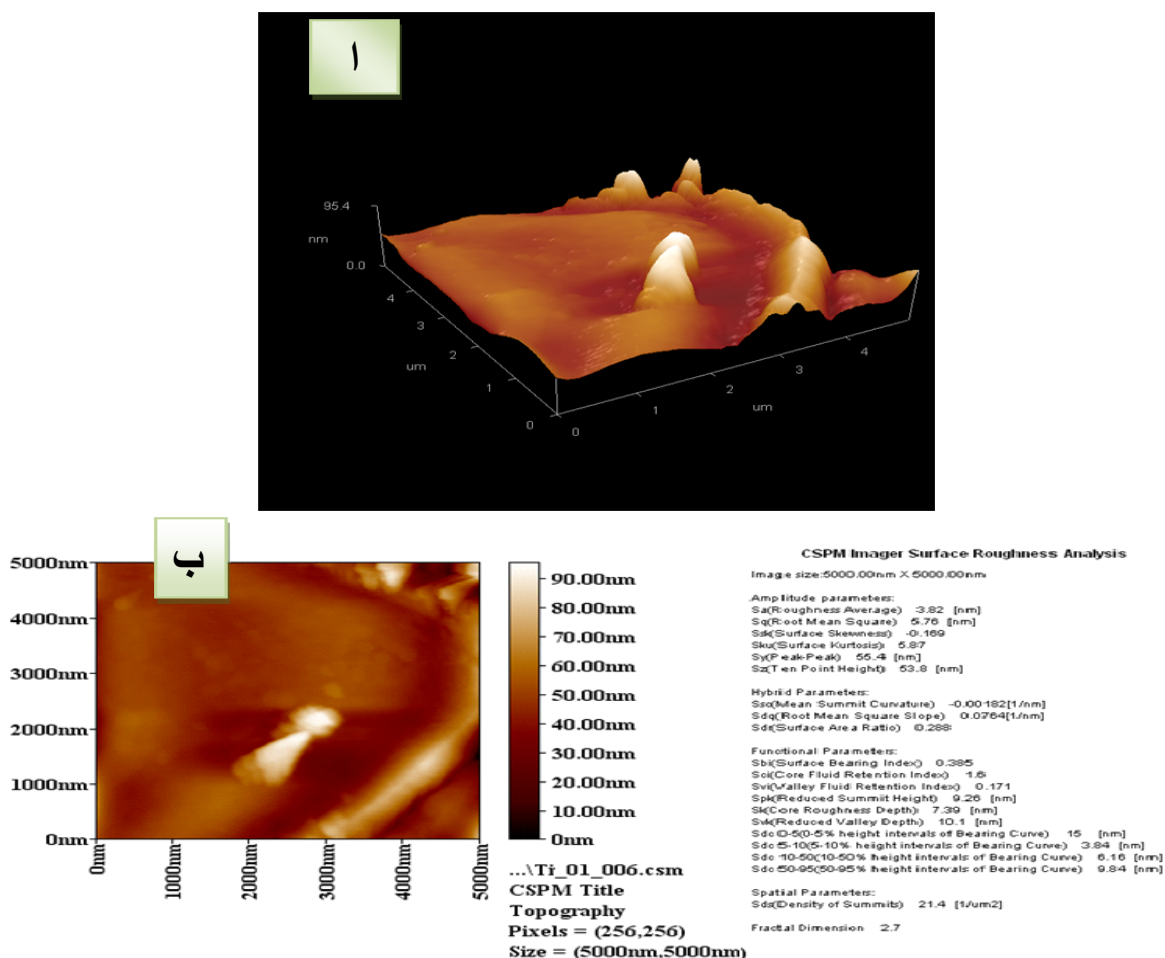 ا
95.4
nm
0.0
4
3
um
2
1
0
0
1
2
um
3
4
ب
5000nm
4000nm
3000nm
2000nm
1000nm
0nm
0nm
1000nm
2000nm
3000nm
4000nm
5000nm
90.00nm
80.00nm
70.00nm
60.00nm
50.00nm
40.00nm
30.00nm
20.00nm
10.00nm
0nm
...\Ti_01_006.csm
CSPM Title
Topography
Pixels = (256,256)
Size = (5000nm,5000nm)
CSPM Imager Surface Roughness Analysis
Image size:5000.00nm X 5000.00nm
Amplitude parameters:
Sa(Roughness Average) 3.82 [nm]
Sq(Root Mean Square) 5.76 [nm]
Ssk(Surface Skewness) -0.169
Sku(Surface Kurtosis) 5.87
Sy(Peak-Peak) 55.4 [nm]
Sz(Ten Point Height) 53.8 [nm]
Hybriid Parameters:
Ssc(Mean Summit Curvature) -0.00182[1/nm]
Sdq(Root Mean Square Slope) 0.0764[1/nm]
Sdr(Surface Area Ratio) 0.288
Functional Parameters:
Sbi(Surface Bearing Index) 0.385
Sci(Core Fluid Retention Index) 1.6
Svi(Valley Fluid Retention Index) 0.171
Spk(Reduced Summit Height) 9.26 [nm]
Sk(Core Roughness Depth) 7.39 [nm]
Svk(Reduced Valley Depth) 10.1 [nm]
Sdc 0-5(0-5% height intervals of Bearing Curve) 15 [nm]
Sdc 5-10(5-10% height intervals of Bearing Curve) 3.84 [nm]
Sdc 10-50(10-50% height intervals of Bearing Curve) 6.16 [nm]
Sdc 50-95(50-95% height intervals of Bearing Curve) 9.84 [nm]
Spatial Parameters:
Sds(Density of Summits) 21.4 [1/um2]
Fractal Dimension 2.7